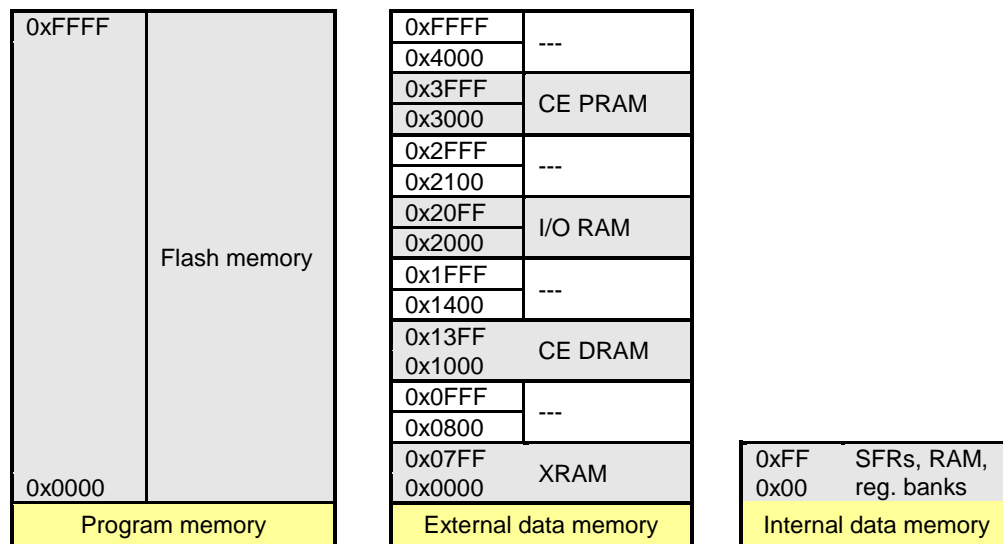 0xFFFF
Flash memory
0x0000
Program memory
0xFFFF
---
0x4000
0x3FFF
CE PRAM
0x3000
0x2FFF
---
0x2100
0x20FF
I/O RAM
0x2000
0x1FFF
---
0x1400
0x13FF
CE DRAM
0x1000
0x0FFF
---
0x0800
0x07FF
XRAM
0x0000
External data memory
0xFF SFRs, RAM,
0x00 reg. banks
Internal data memory